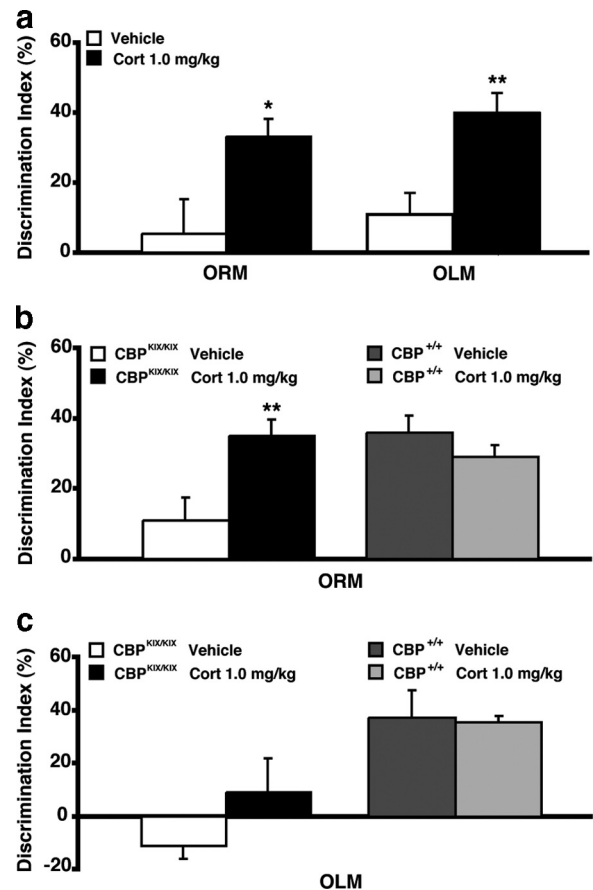 a
Discrimination Index (%)
60
40
20
0
Vehicle
Cort 1.0 mg/kg
*
**
ORM OLM
b
Discrimination Index (%)
60
40
20
0
CBP^KIX/KIX Vehicle
CBP^KIX/KIX Cort 1.0 mg/kg
CBP^+/+ Vehicle
CBP^+/+ Cort 1.0 mg/kg
**
ORM
c
Discrimination Index (%)
60
40
20
0
-20
CBP^KIX/KIX Vehicle
CBP^KIX/KIX Cort 1.0 mg/kg
CBP^+/+ Vehicle
CBP^+/+ Cort 1.0 mg/kg
OLM